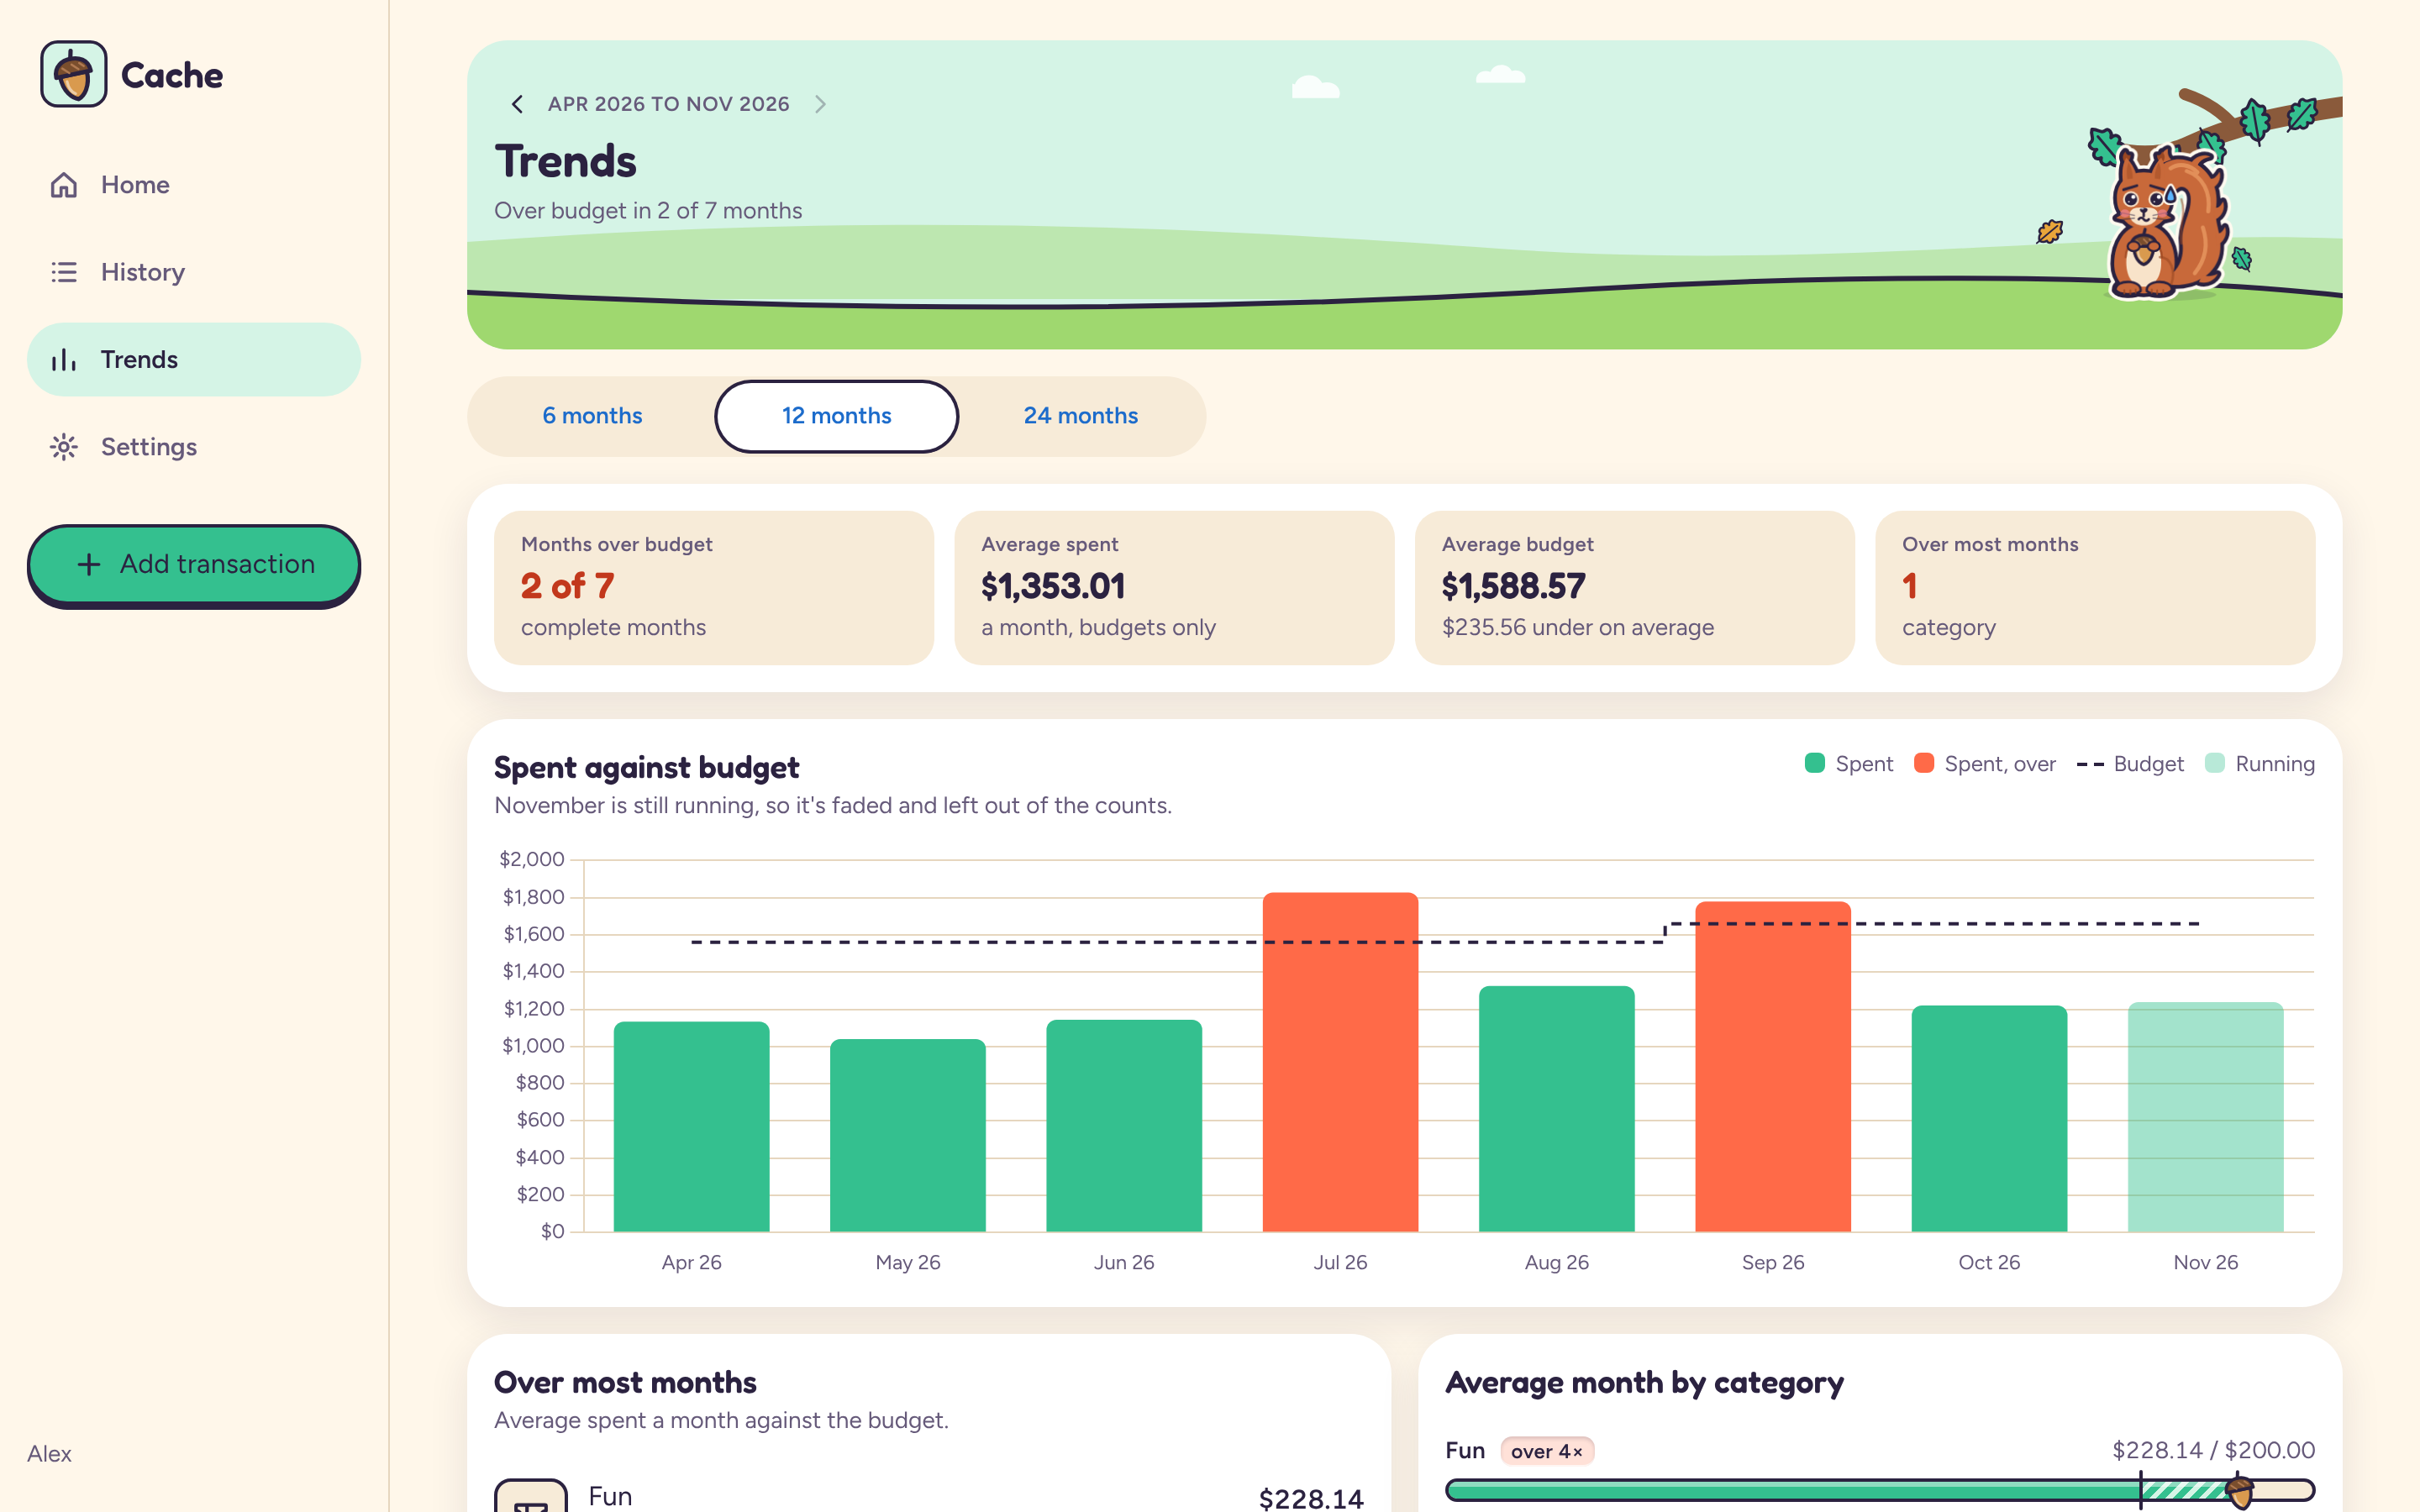 Cache
Home
History
Trends
Settings
Add transaction
Alex
APR 2026 TO NOV 2026
Trends
Over budget in 2 of 7 months
6 months
12 months
24 months
Months over budget
2 of 7
complete months
Average spent
$1,353.01
a month, budgets only
Average budget
$1,588.57
$235.56 under on average
Over most months
1
category
Spent against budget
November is still running, so it's faded and left out of the counts.
Spent
Spent, over
Budget
Running
$2,000
$1,800
$1,600
$1,400
$1,200
$1,000
$800
$600
$400
$200
$0
Apr 26
May 26
Jun 26
Jul 26
Aug 26
Sep 26
Oct 26
Nov 26
Over most months
Average spent a month against the budget.
Fun
$228.14
Average month by category
Fun
over 4×
$228.14 / $200.00